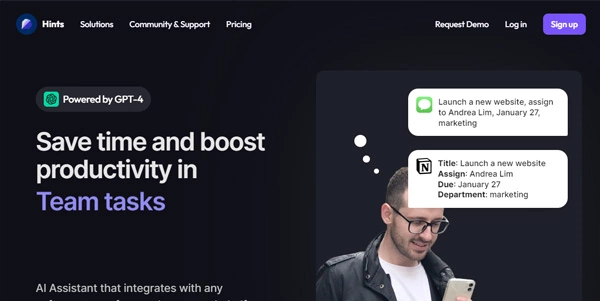 Hints Solutions Community & Support Pricing Request Demo Log in Sign up
Powered by GPT-4
Save time and boost
productivity in
Team tasks
AI Assistant that integrates with any
Launch a new website, assign
to Andrea Lim, January 27,
marketing
Title: Launch a new website
Assign: Andrea Lim
Due: January 27
Department: marketing